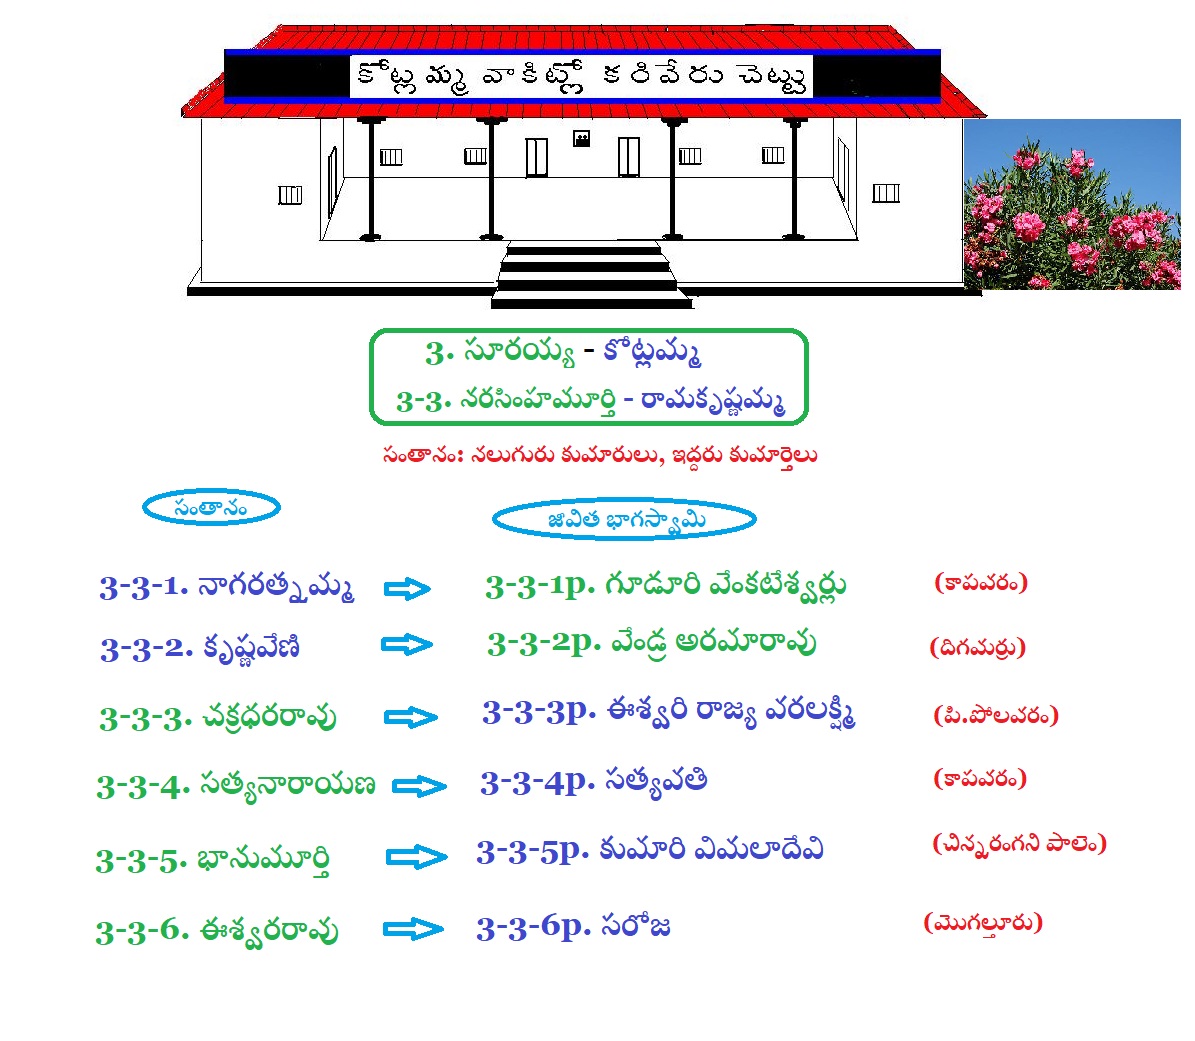 కోట్లమ్మ వాకిట్లో కరివేరు చెట్టు
3. సూరయ్య - కోట్లమ్మ
3-3. నరసింహమూర్తి - రామకృష్ణమ్మ
సంతానం: నలుగురు కుమారులు, ఇద్దరు కుమార్తెలు
సంతానం జీవిత భాగస్వామి
3-3-1. నాగరత్నమ్మ 3-3-1p. గూడూరి వేంకటేశ్వర్లు (కాపవరం)
3-3-2. కృష్ణవేణి 3-3-2p. వేండ్ర అరమారావు (దిగమర్రు)
3-3-3. చక్రధరరావు 3-3-3p. ఈశ్వరి రాజ్య వరలక్ష్మి (పి.పోలవరం)
3-3-4. సత్యనారాయణ 3-3-4p. సత్యవతి (కాపవరం)
3-3-5. భానుమూర్తి 3-3-5p. కుమారి విమలాదేవి (చిన్నరంగని పాలెం)
3-3-6. ఈశ్వరరావు 3-3-6p. సరోజ (మొగల్తూరు)